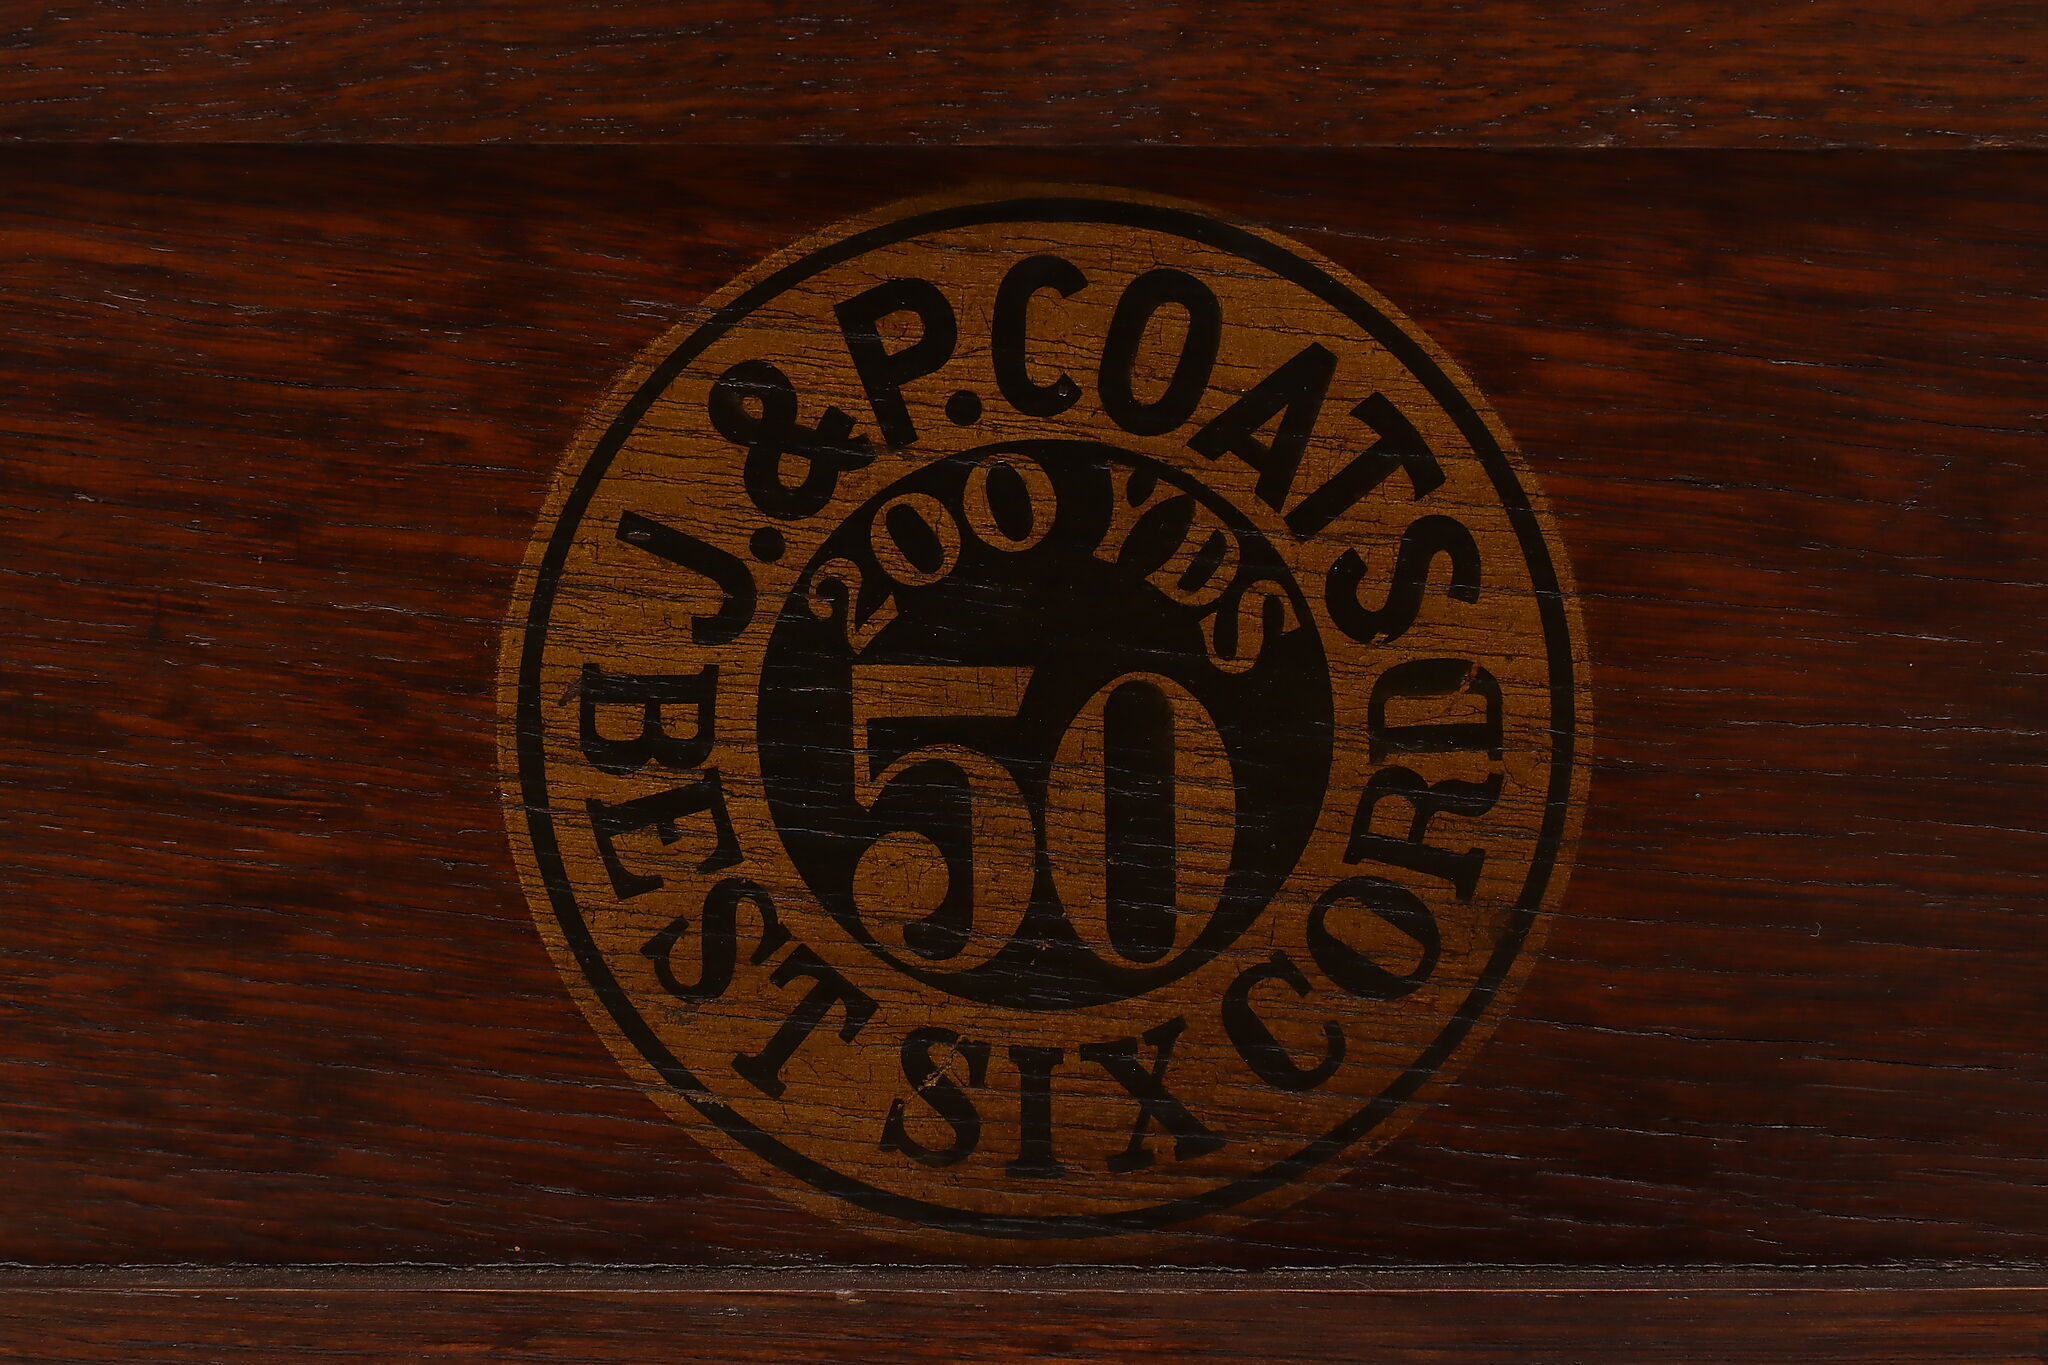 J. & P. COATS
BEST SIX CORD
200 YDS
50